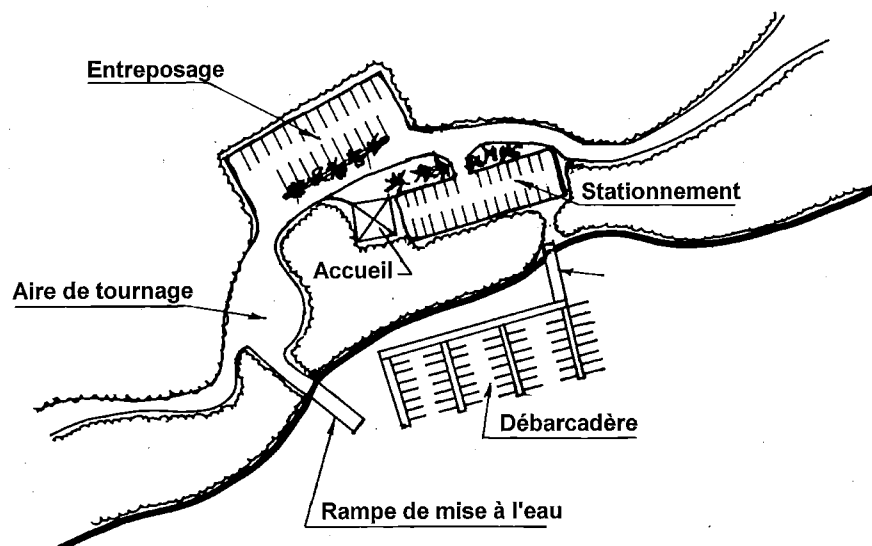 Entreposage
Stationnement
Accueil
Aire de tournage
Débarcadère
Rampe de mise à l'eau